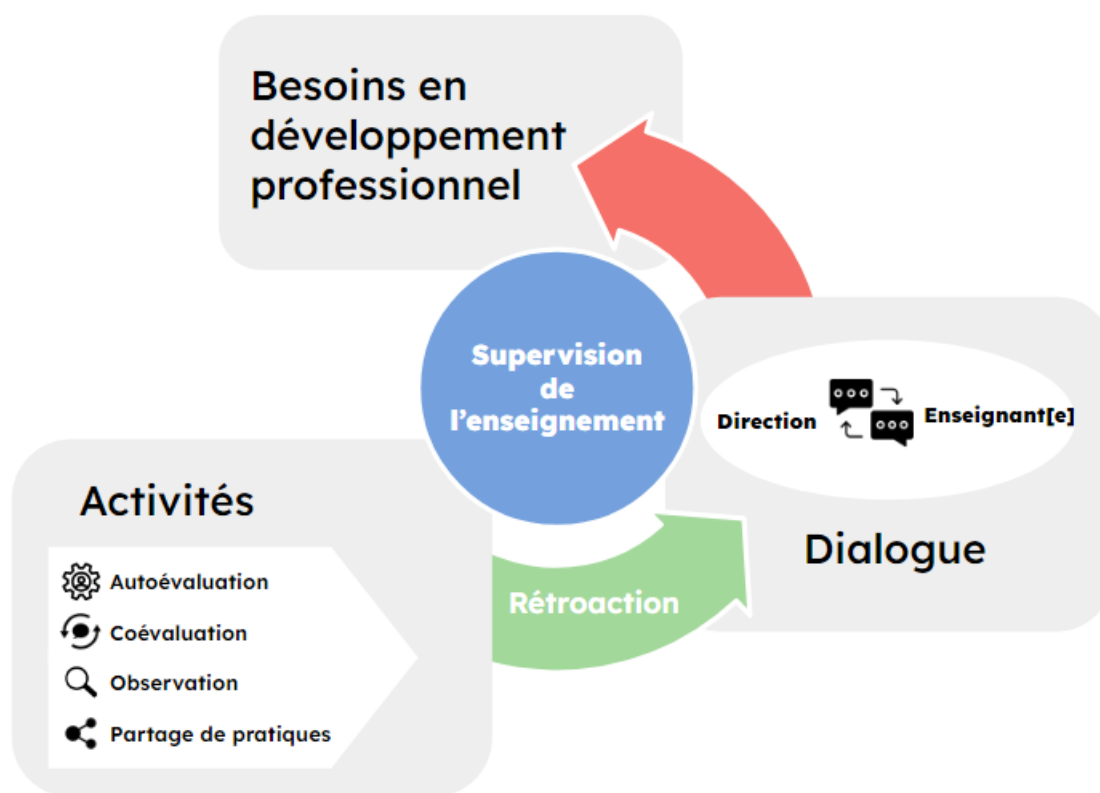 Besoins en
développement
professionnel
Supervision
de
l'enseignement
Direction
Enseignant[e]
Dialogue
Activités
Autoévaluation
Coévaluation
Observation
Partage de pratiques
Rétroaction